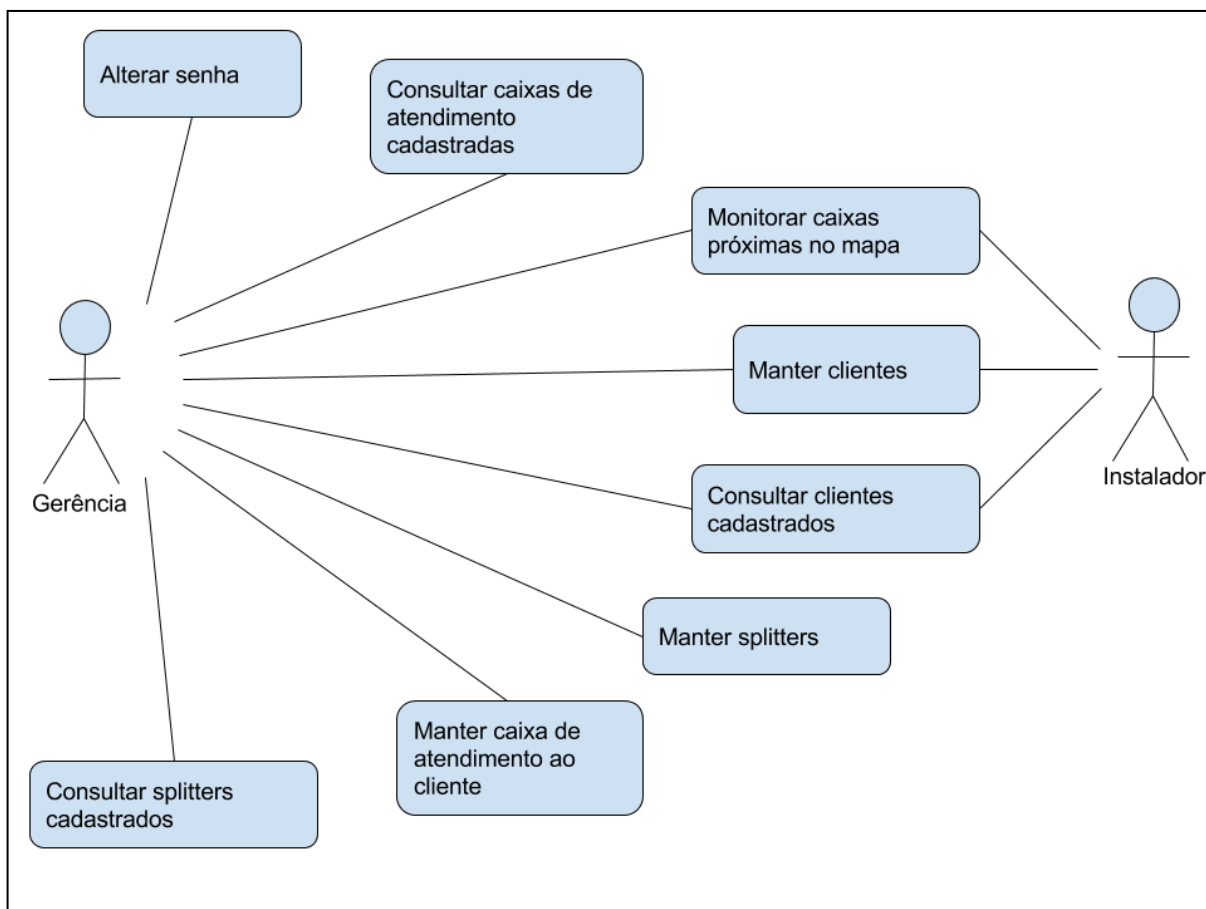 Alterar senha
Consultar caixas de
atendimento
cadastradas
Monitorar caixas
próximas no mapa
Manter clientes
Instalador
Gerência
Consultar clientes
cadastrados
Manter splitters
Manter caixa de
atendimento ao
cliente
Consultar splitters
cadastrados